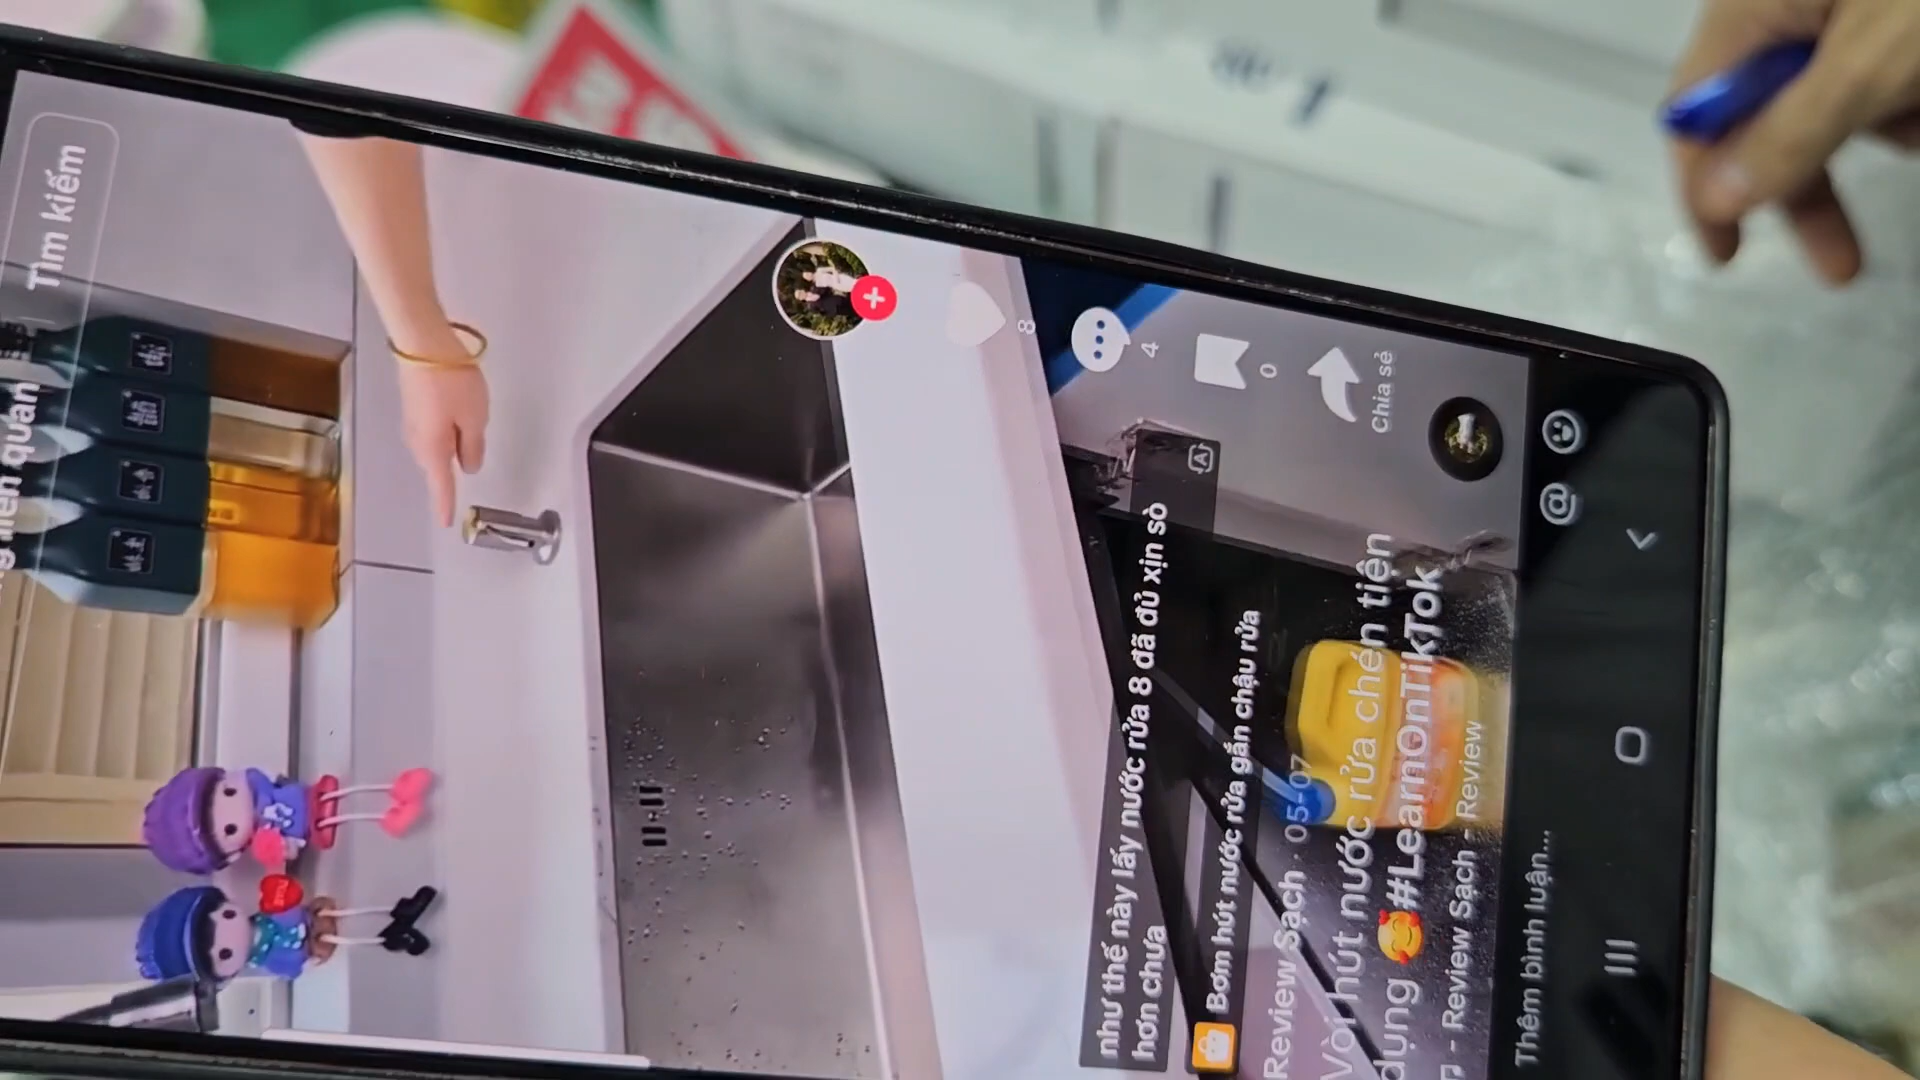 Tìm kiếm
liên quan
8
4
0
Chia sẻ
như thế này lấy nước rửa 8 đã đủ xịn sò
hơn chưa
Bơm hút nước rửa gắn chậu rửa
Review Sạch · 05-07
Vòi hút nước rửa chén tiện
dụng 🥰##LearnOnTikTok
- Review Sạch - Review
Thêm bình luận...
@